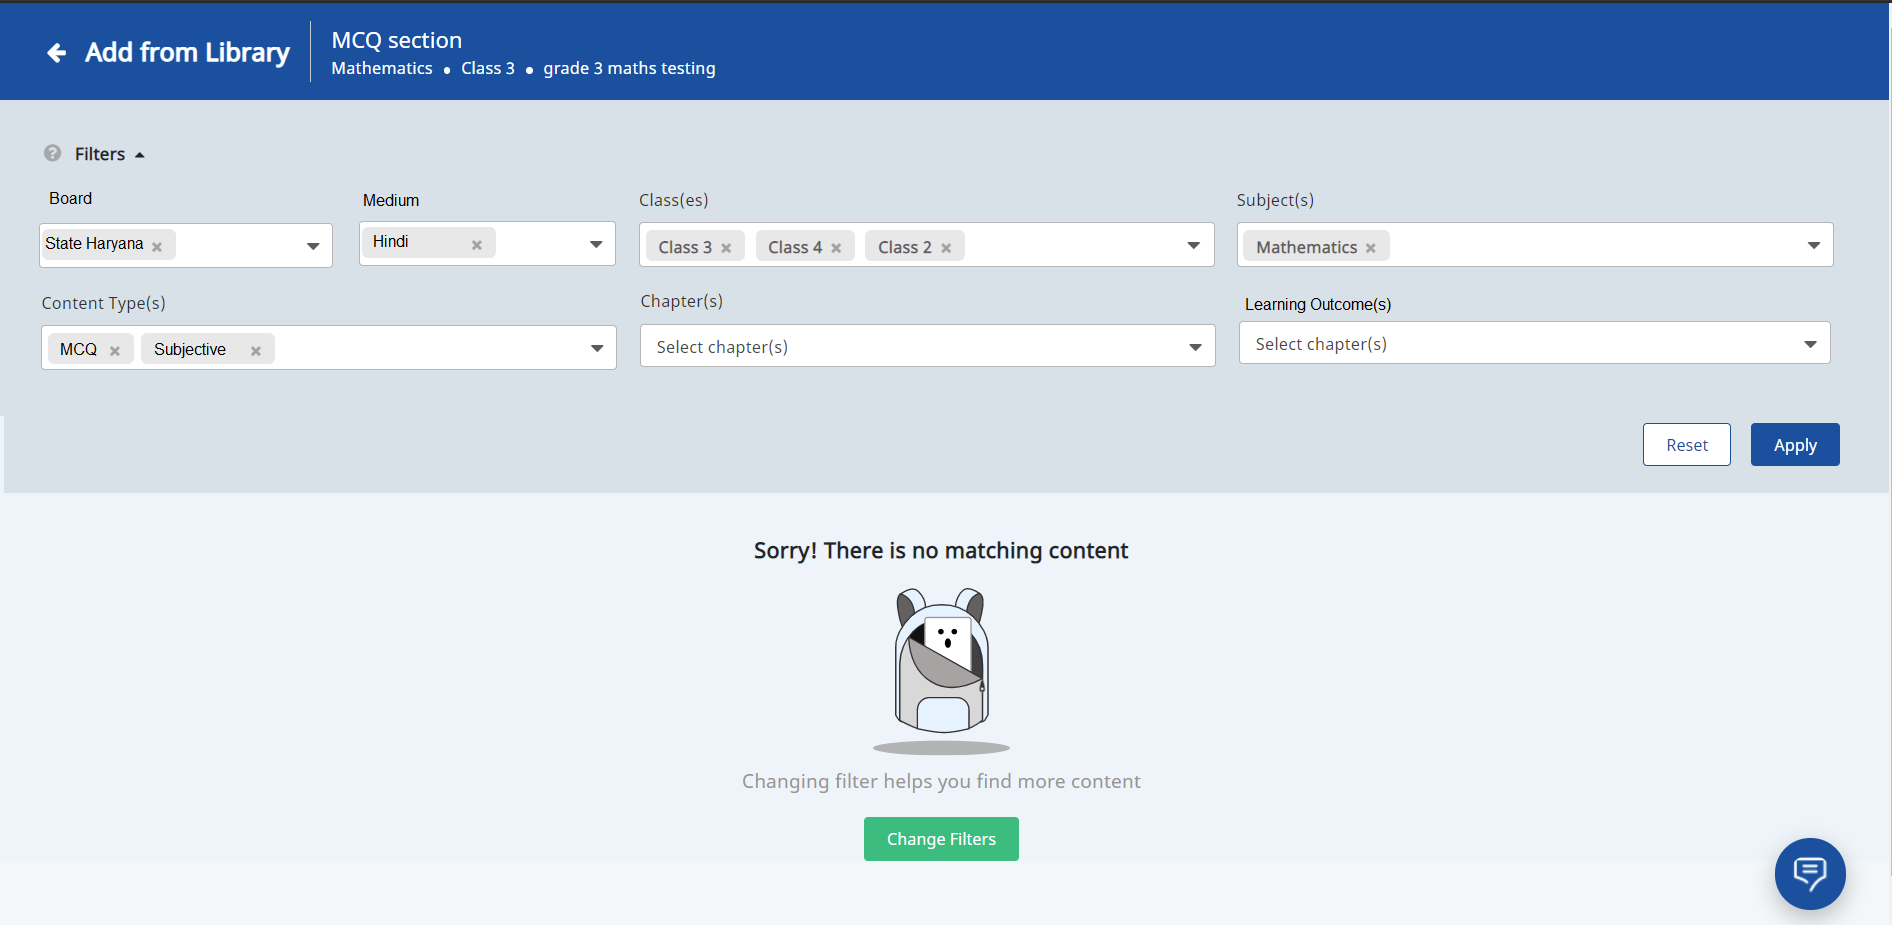 Add from Library
MCQ section
Mathematics • Class 3 • grade 3 maths testing
? Filters
Board
Medium
Class(es)
Subject(s)
State Haryana ×
Hindi ×
Class 3 × Class 4 × Class 2 ×
Mathematics ×
Content Type(s)
Chapter(s)
Learning Outcome(s)
MCQ × Subjective ×
Select chapter(s)
Select chapter(s)
Reset
Apply
Sorry! There is no matching content
Changing filter helps you find more content
Change Filters